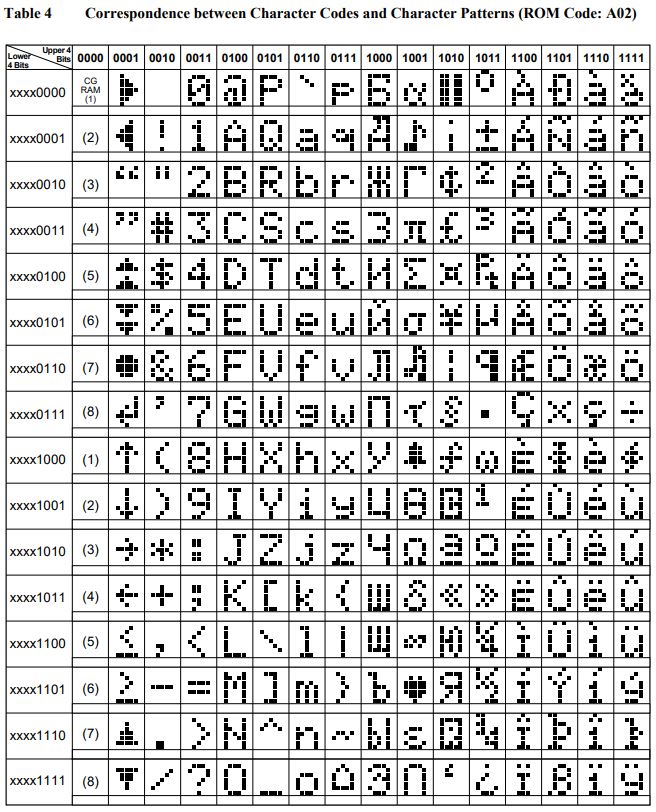 Table 4 Correspondence between Character Codes and Character Patterns (ROM Code: A02)
Upper 4 Bits
Lower 4 Bits
0000 0001 0010 0011 0100 0101 0110 0111 1000 1001 1010 1011 1100 1101 1110 1111
xxxx0000 CG RAM (1) ▶ 0 @ P ` p Б α ° À Ð à ð
xxxx0001 (2) ◀ ! 1 A Q a q Д ♪ ¡ ± Á Ñ á ñ
xxxx0010 (3) “ " 2 B R b r Ж Γ ¢ ² Â Ò â ò
xxxx0011 (4) ” # 3 C S c s З π £ ³ Ã Ó ã ó
xxxx0100 (5) $ 4 D T d t И Σ ¤ ₧ Ä Ô ä ô
xxxx0101 (6) % 5 E U e u Й σ ¥ µ Å Õ å õ
xxxx0110 (7) ● & 6 F V f v Л ♬ ¦ ¶ Æ Ö æ ö
xxxx0111 (8) ↵ ' 7 G W g w П τ § · Ç × ç ÷
xxxx1000 (1) ↑ ( 8 H X h x У ƒ ω È Φ è φ
xxxx1001 (2) ↓ ) 9 I Y i y Ц θ © ¹ É Ù é ù
xxxx1010 (3) → * : J Z j z Ч Ω ª º Ê Ú ê ú
xxxx1011 (4) ← + ; K [ k { Ш δ « » Ë Û ë û
xxxx1100 (5) ≤ , < L \ l | Щ ∞ Ю ¼ Ì Ü ì ü
xxxx1101 (6) ≥ - = M ] m } Ъ ♥ Я ½ Í Ý í ý
xxxx1110 (7) ▲ . > N ^ n ~ Ы ε ® ¾ Î Þ î þ
xxxx1111 (8) ▼ / ? O _ o ⌂ Э ∩ ‘ ¿ Ï ß ï ÿ